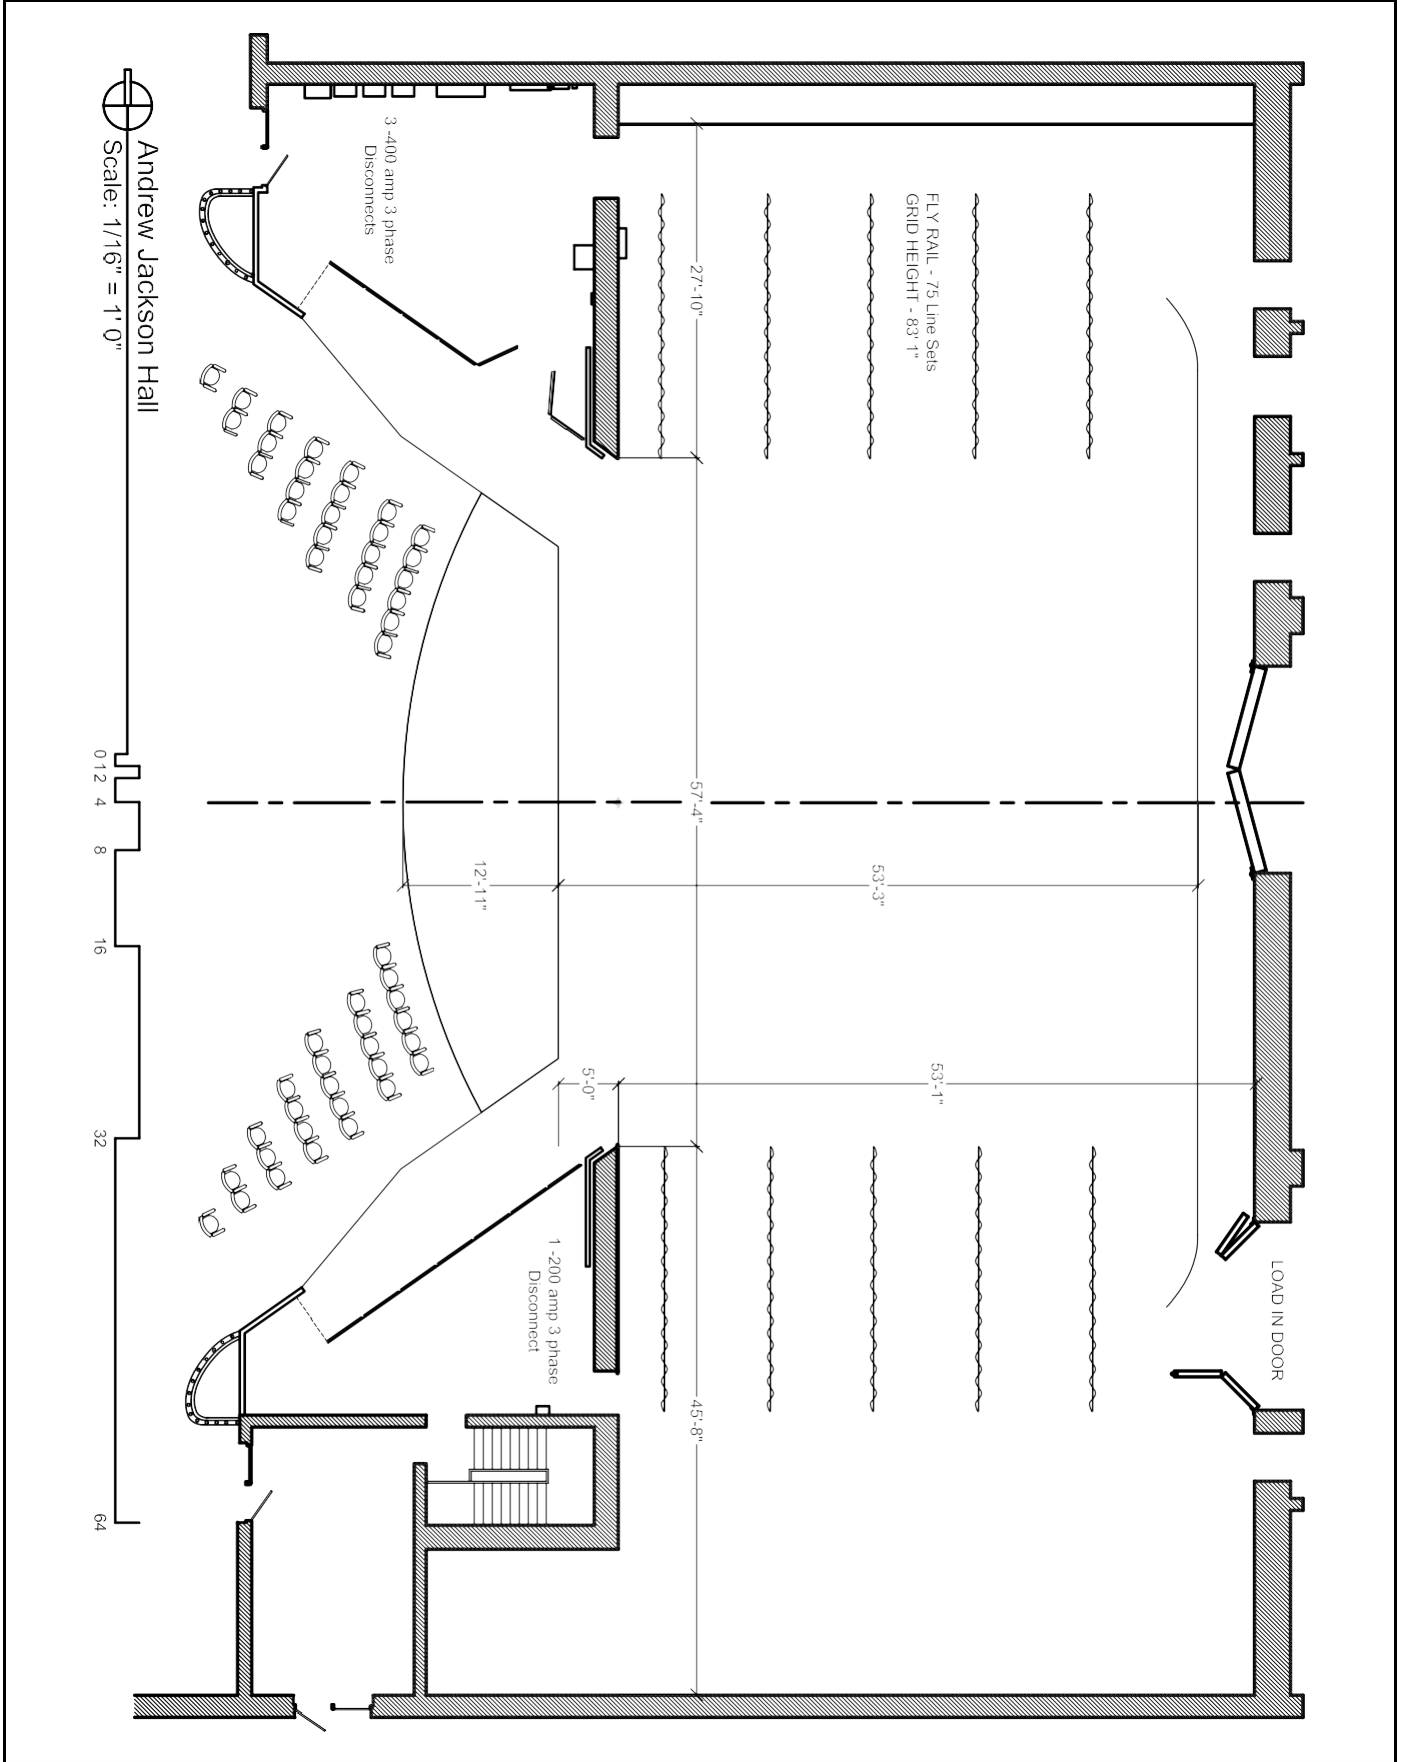 Andrew Jackson Hall
Scale: 1/16" = 1' 0"
0 1 2 4 8 16 32 64
3 -400 amp 3 phase
Disconnects
FLY RAIL - 75 Line Sets
GRID HEIGHT - 83' 1"
27'-10"
57'-4"
45'-8"
12'-11"
53'-3"
5'-0"
53'-1"
1 -200 amp 3 phase
Disconnect
LOAD IN DOOR